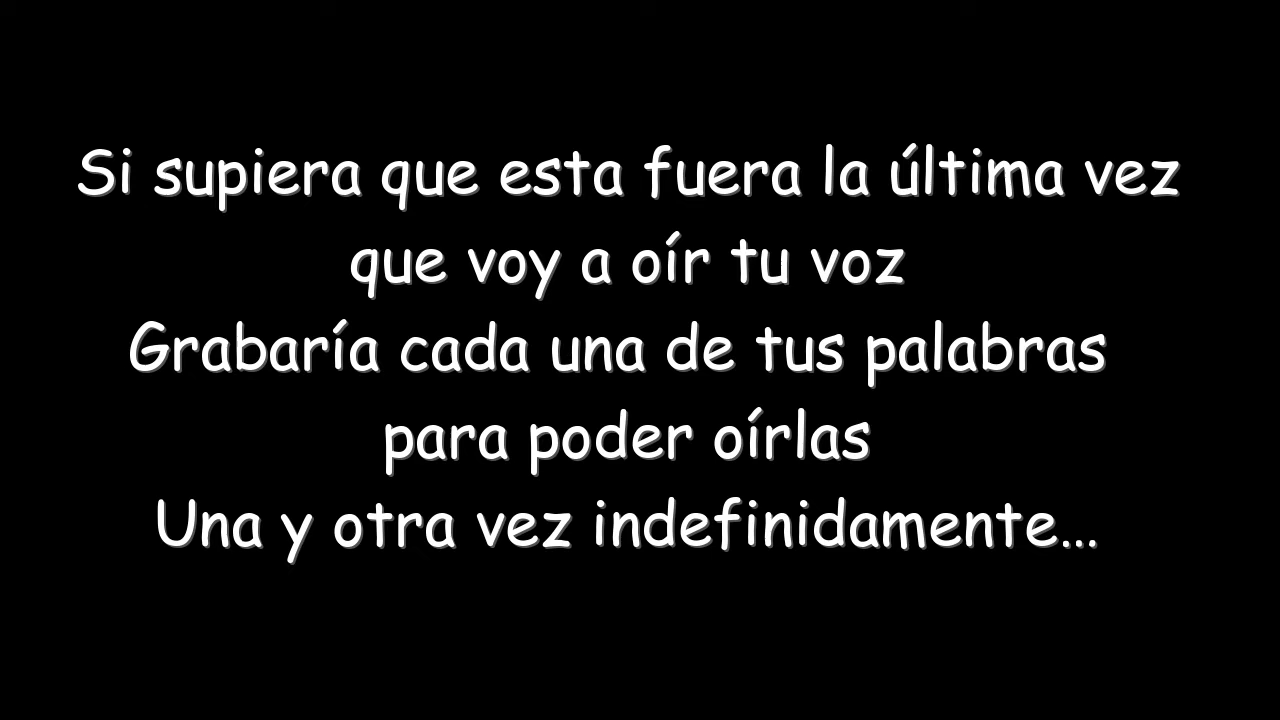 Si supiera que esta fuera la última vez
que voy a oír tu voz
Grabaría cada una de tus palabras
para poder oírlas
Una y otra vez indefinidamente...